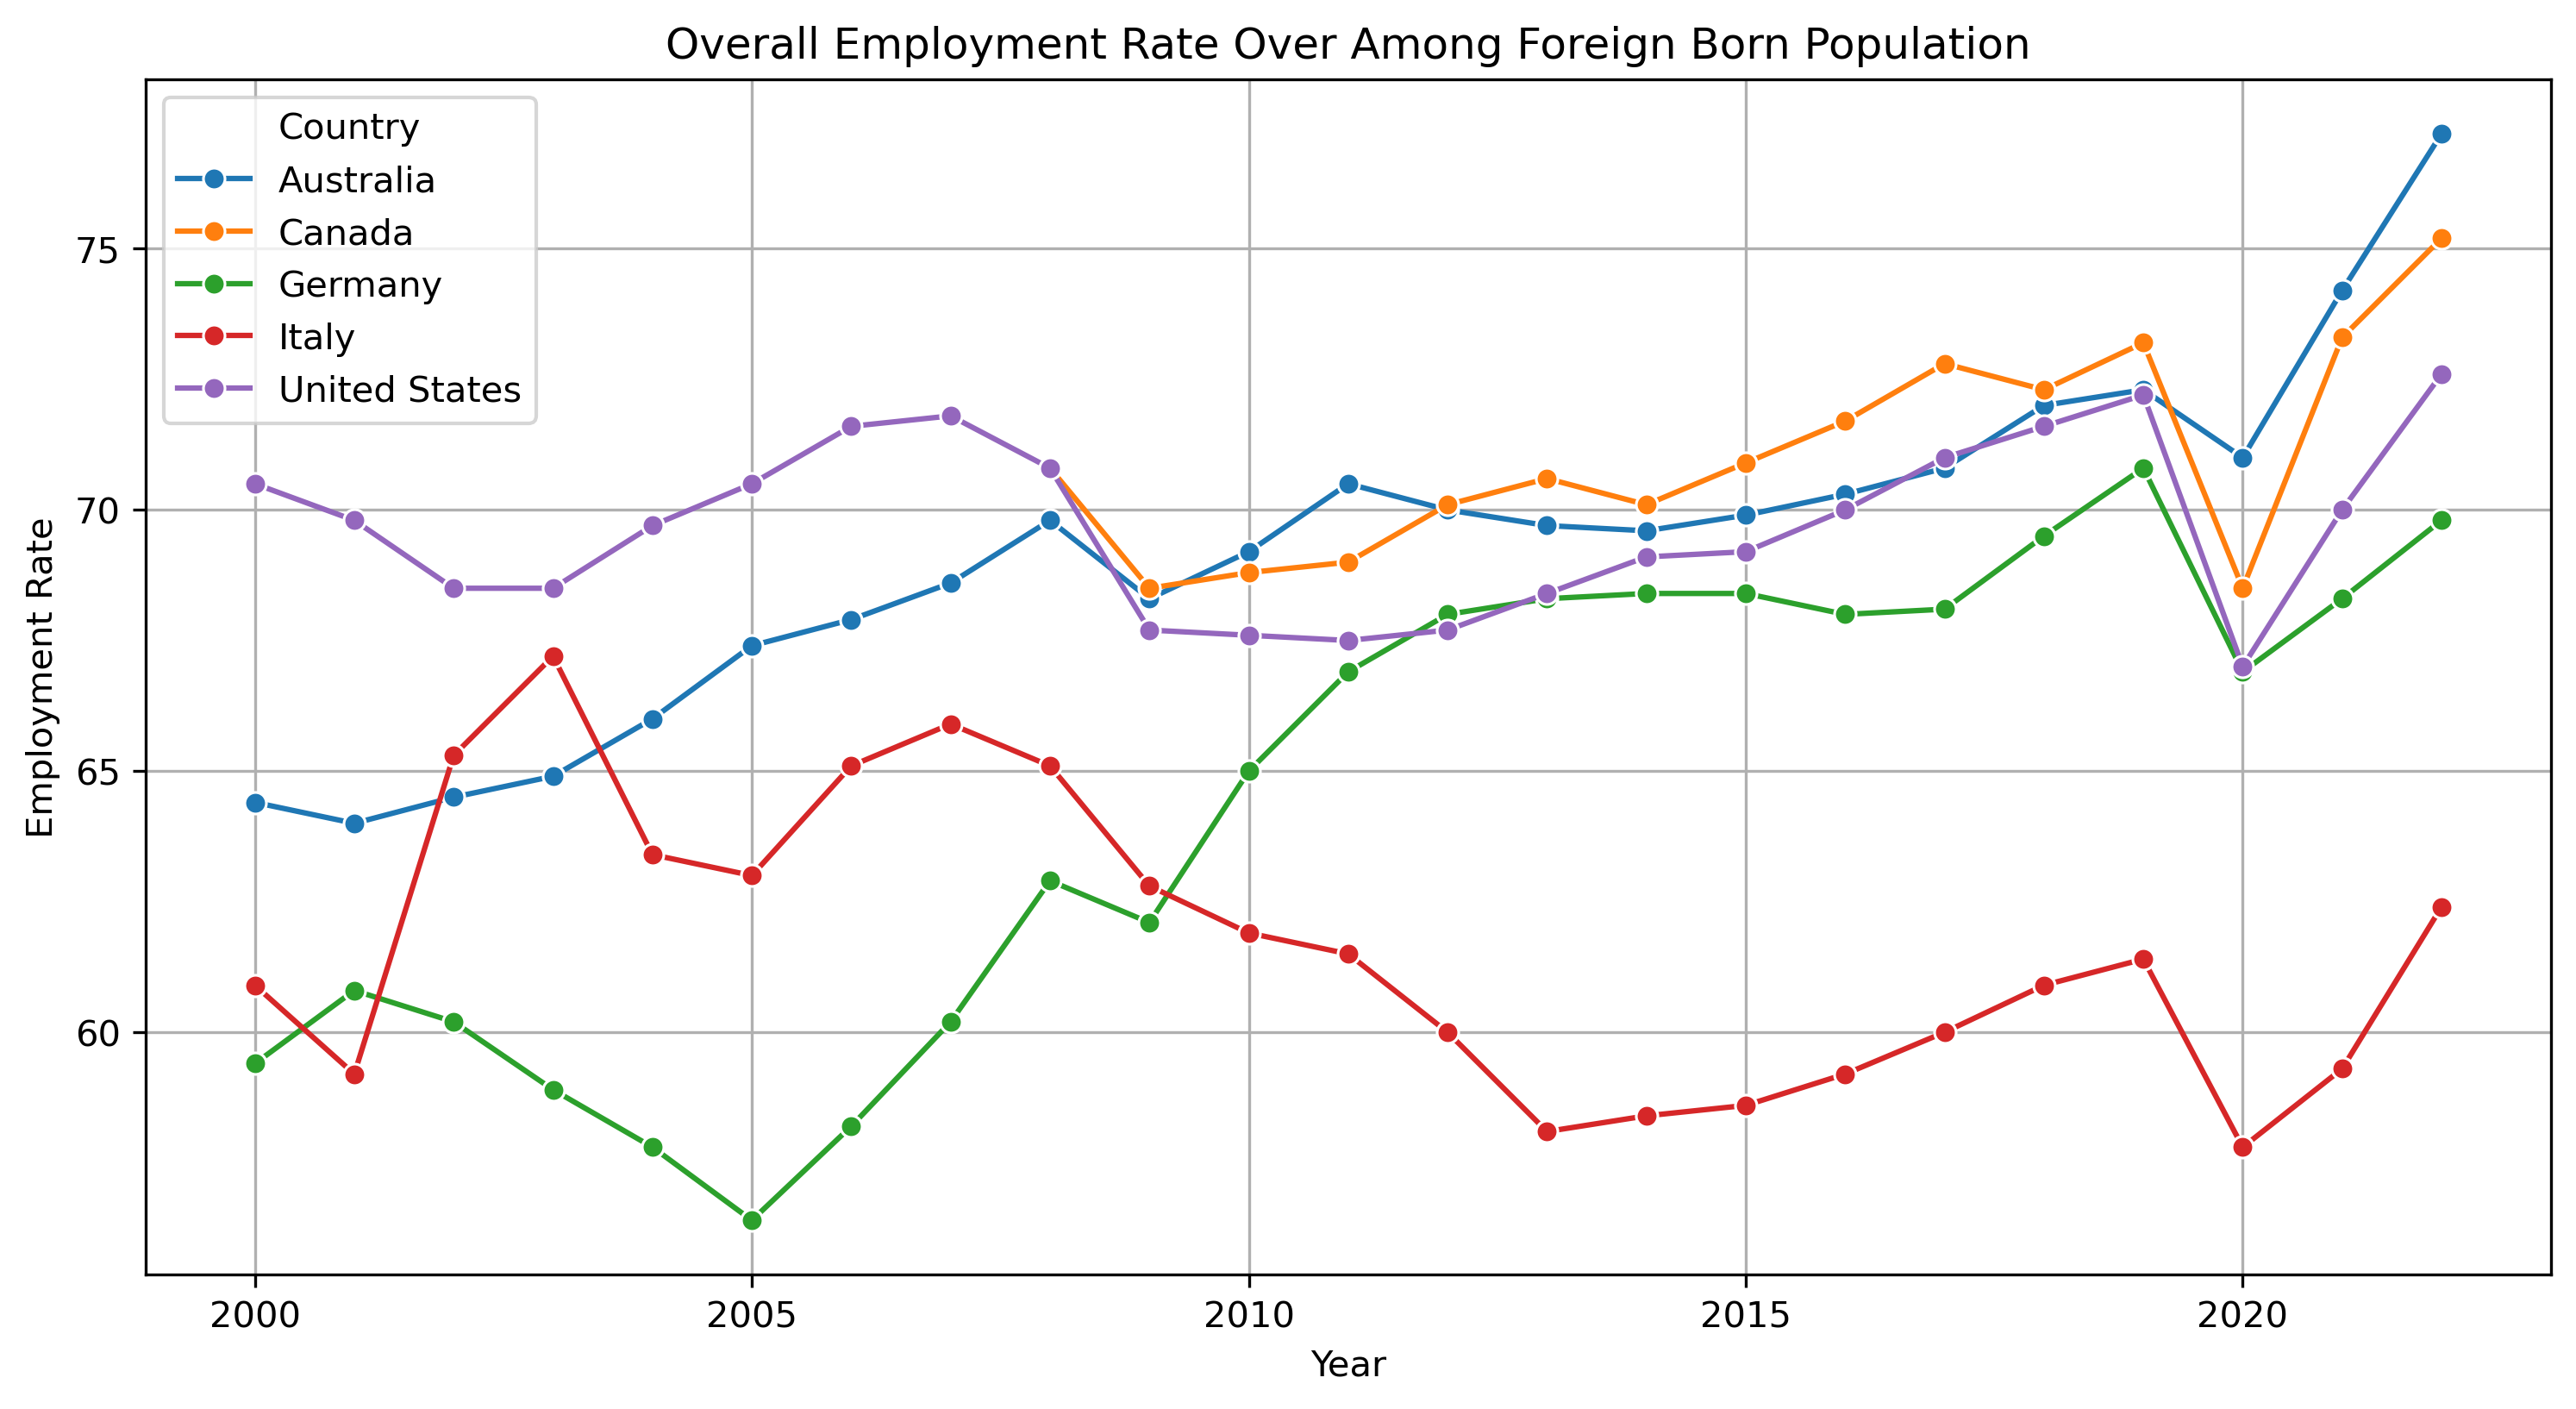 Overall Employment Rate Over Among Foreign Born Population
Country
Australia
Canada
Germany
Italy
United States
75
70
65
60
Employment Rate
2000 2005 2010 2015 2020
Year